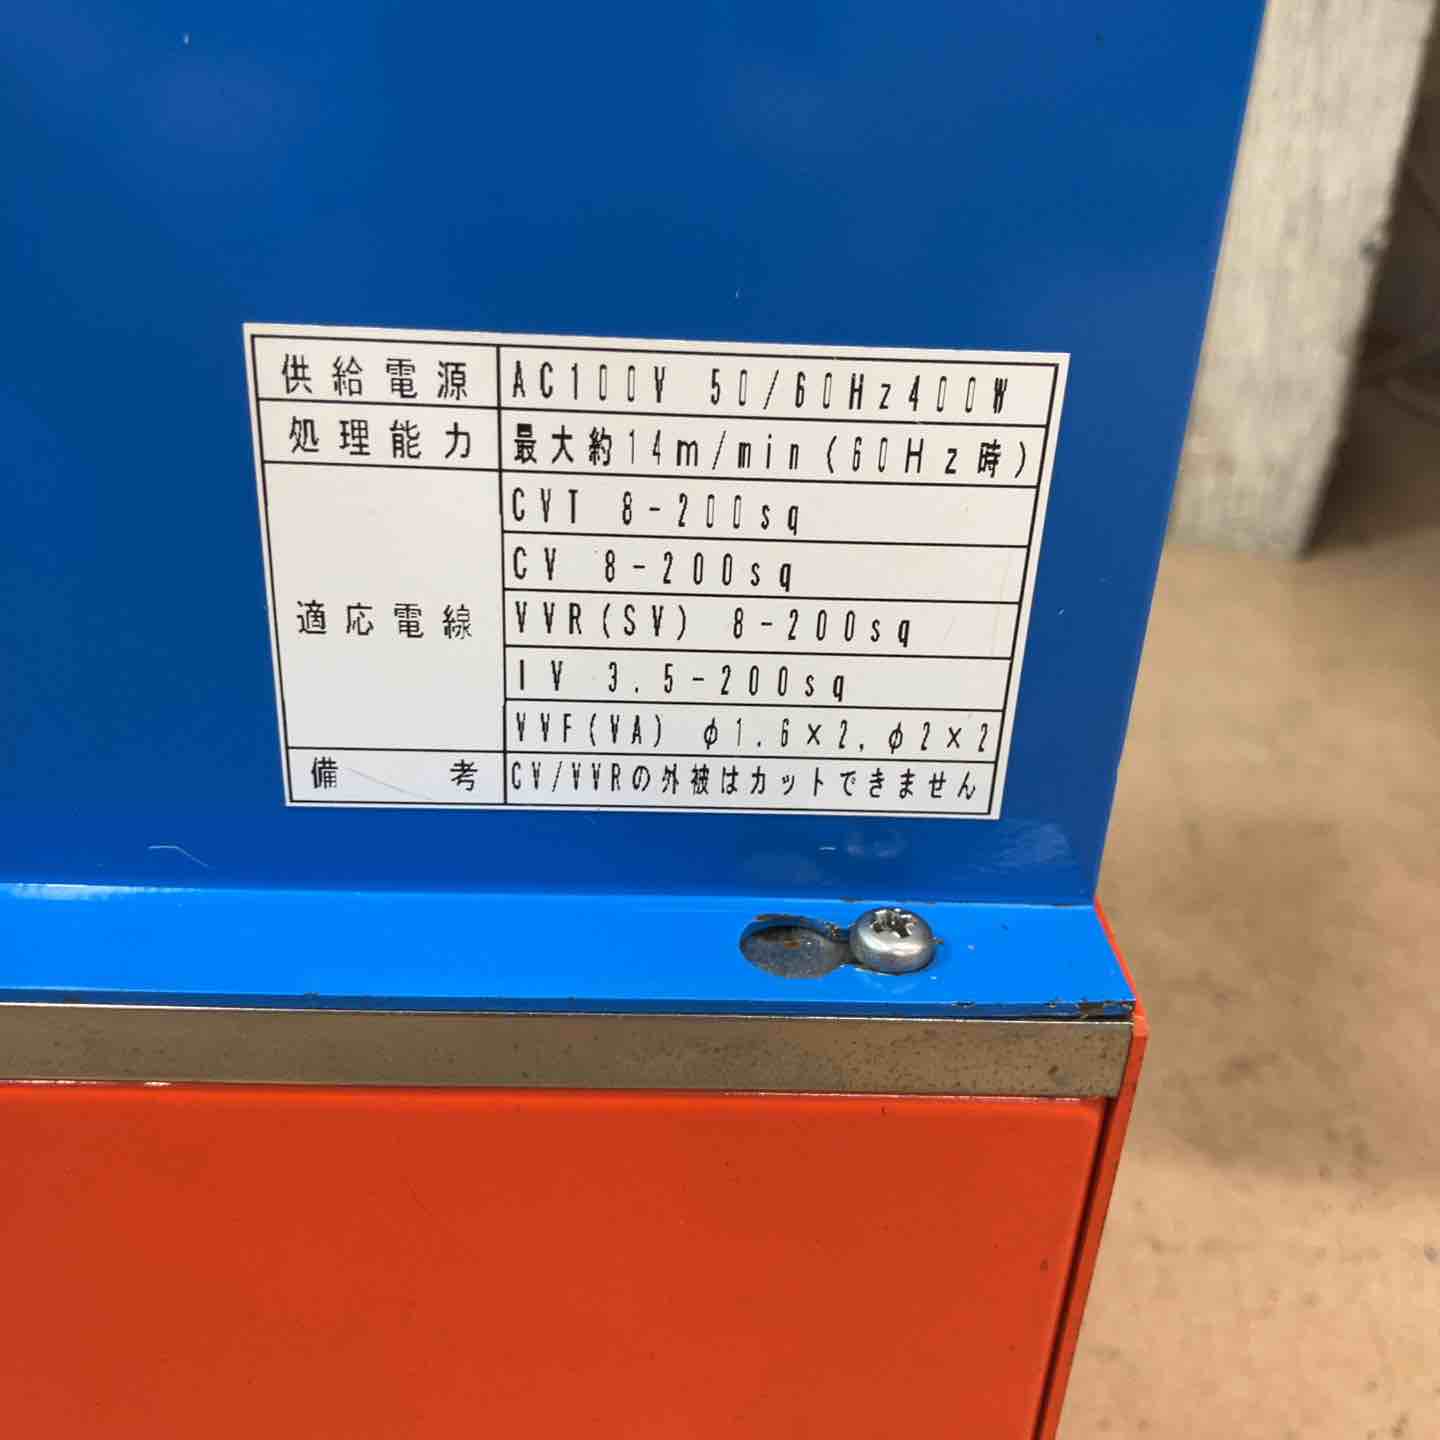 供給電源 AC100V 50/60Hz400W
処理能力 最大約14m/min(60Hz時)
適応電線 CVT 8-200sq
CV 8-200sq
VVR(SV) 8-200sq
IV 3.5-200sq
VVF(VA) φ1.6×2,φ2×2
備考 CV/VVRの外被はカットできません